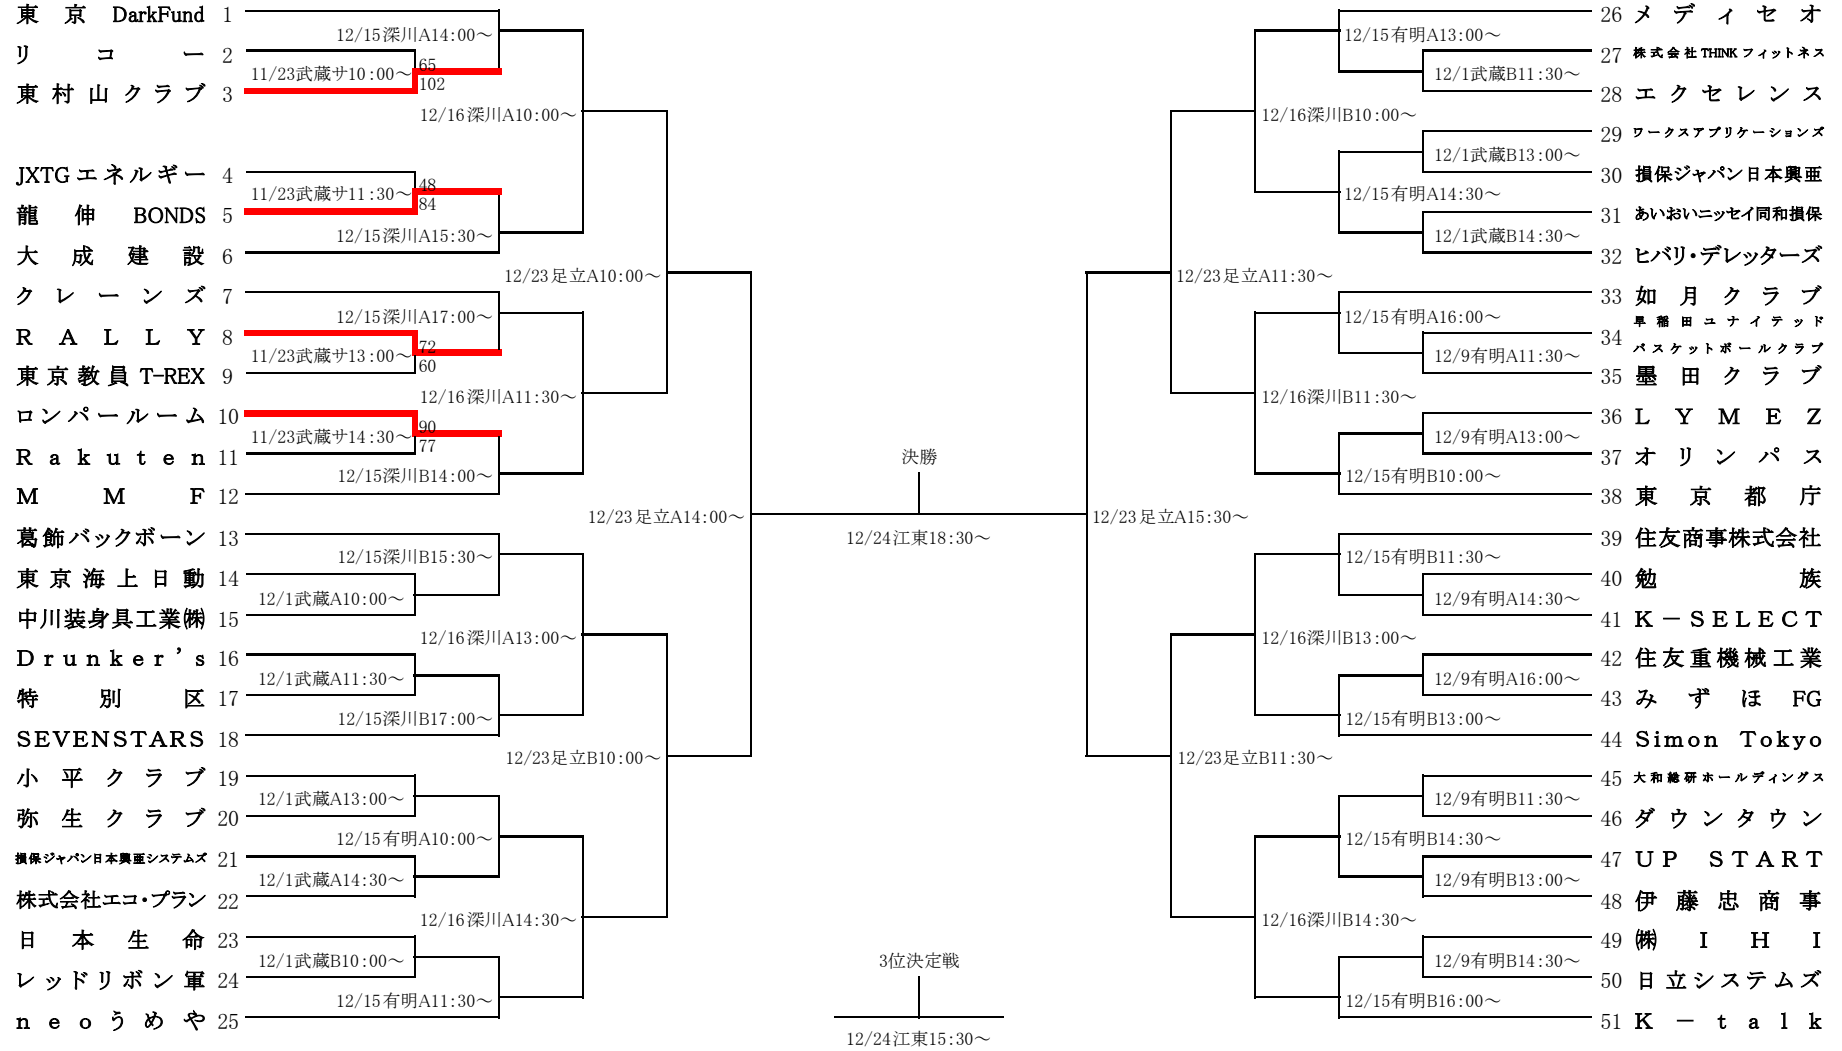 東京 DarkFund 1
12/15深川A14:00～
リコー 2
11/23武蔵サ10:00～ 65
102
東村山クラブ 3
12/16深川A10:00～
JXTGエネルギー 4
11/23武蔵サ11:30～ 48
84
龍伸 BONDS 5
12/15深川A15:30～
大成建設 6
12/23足立A10:00～
クレーンズ 7
12/15深川A17:00～
RALLY 8
11/23武蔵サ13:00～ 72
60
東京教員 T-REX 9
12/16深川A11:30～
ロンパールーム 10
11/23武蔵サ14:30～ 90
77
Rakuten 11
12/15深川B14:00～
MMF 12
12/23足立A14:00～
葛飾バックボーン 13
12/15深川B15:30～
東京海上日動 14
12/1武蔵A10:00～
中川装身具工業㈱ 15
12/16深川A13:00～
Drunker's 16
12/1武蔵A11:30～
特別区 17
12/15深川B17:00～
SEVENSTARS 18
12/23足立B10:00～
小平クラブ 19
12/1武蔵A13:00～
弥生クラブ 20
12/15有明A10:00～
損保ジャパン日本興亜システムズ 21
12/1武蔵A14:30～
株式会社エコ・プラン 22
12/16深川A14:30～
日本生命 23
12/1武蔵B10:00～
レッドリボン軍 24
12/15有明A11:30～
neoうめや 25
決勝
12/24江東18:30～
3位決定戦
12/24江東15:30～
26 メディセオ
12/15有明A13:00～
27 株式会社THINKフィットネス
12/1武蔵B11:30～
28 エクセレンス
12/16深川B10:00～
29 ワークスアプリケーションズ
12/1武蔵B13:00～
30 損保ジャパン日本興亜
12/15有明A14:30～
31 あいおいニッセイ同和損保
12/1武蔵B14:30～
32 ヒバリ・デレッターズ
12/23足立A11:30～
33 如月クラブ
12/15有明A16:00～
早稲田ユナイテッド
34
バスケットボールクラブ
12/9有明A11:30～
35 墨田クラブ
12/16深川B11:30～
36 LYMEZ
12/9有明A13:00～
37 オリンパス
12/15有明B10:00～
38 東京都庁
12/23足立A15:30～
39 住友商事株式会社
12/15有明B11:30～
40 勉族
12/9有明A14:30～
41 K－SELECT
12/16深川B13:00～
42 住友重機械工業
12/9有明A16:00～
43 みずほFG
12/15有明B13:00～
44 Simon Tokyo
12/23足立B11:30～
45 大和総研ホールディングス
12/9有明B11:30～
46 ダウンタウン
12/15有明B14:30～
47 UP START
12/9有明B13:00～
48 伊藤忠商事
12/16深川B14:30～
49 ㈱IHI
12/9有明B14:30～
50 日立システムズ
12/15有明B16:00～
51 K－talk